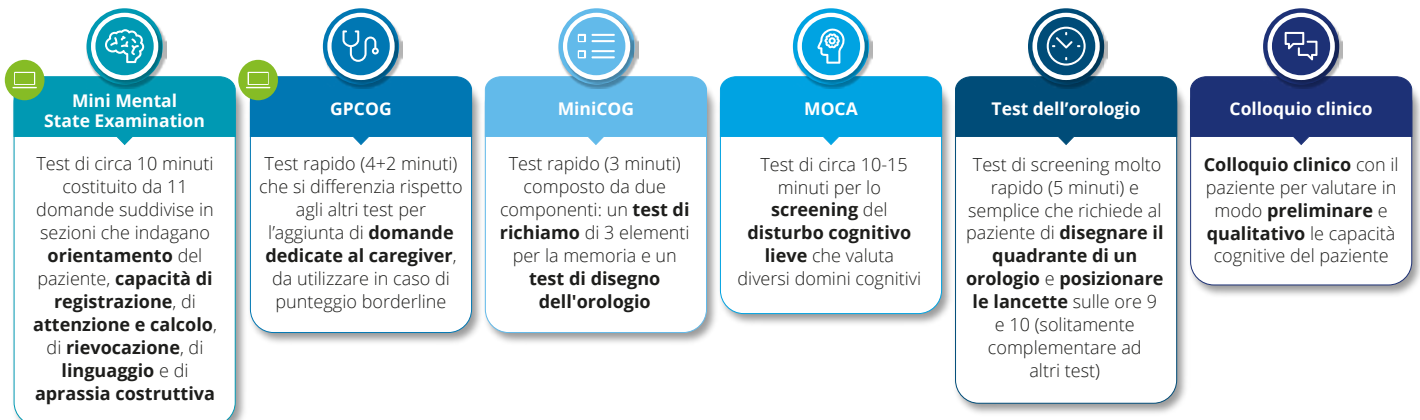 Mini Mental
State Examination
Test di circa 10 minuti
costituito da 11
domande suddivise in
sezioni che indagano
orientamento del
paziente, capacità di
registrazione, di
attenzione e calcolo,
di rievocazione, di
linguaggio e di
aprassia costruttiva
GPCOG
Test rapido (4+2 minuti)
che si differenzia rispetto
agli altri test per
l'aggiunta di domande
dedicate al caregiver,
da utilizzare in caso di
punteggio borderline
MiniCOG
Test rapido (3 minuti)
composto da due
componenti: un test di
richiamo di 3 elementi
per la memoria e un
test di disegno
dell'orologio
MOCA
Test di circa 10-15
minuti per lo
screening del
disturbo cognitivo
lieve che valuta
diversi domini cognitivi
Test dell'orologio
Test di screening molto
rapido (5 minuti) e
semplice che richiede al
paziente di disegnare il
quadrante di un
orologio e posizionare
le lancette sulle ore 9
e 10 (solitamente
complementare ad
altri test)
Colloquio clinico
Colloquio clinico con il
paziente per valutare in
modo preliminare e
qualitativo le capacità
cognitive del paziente